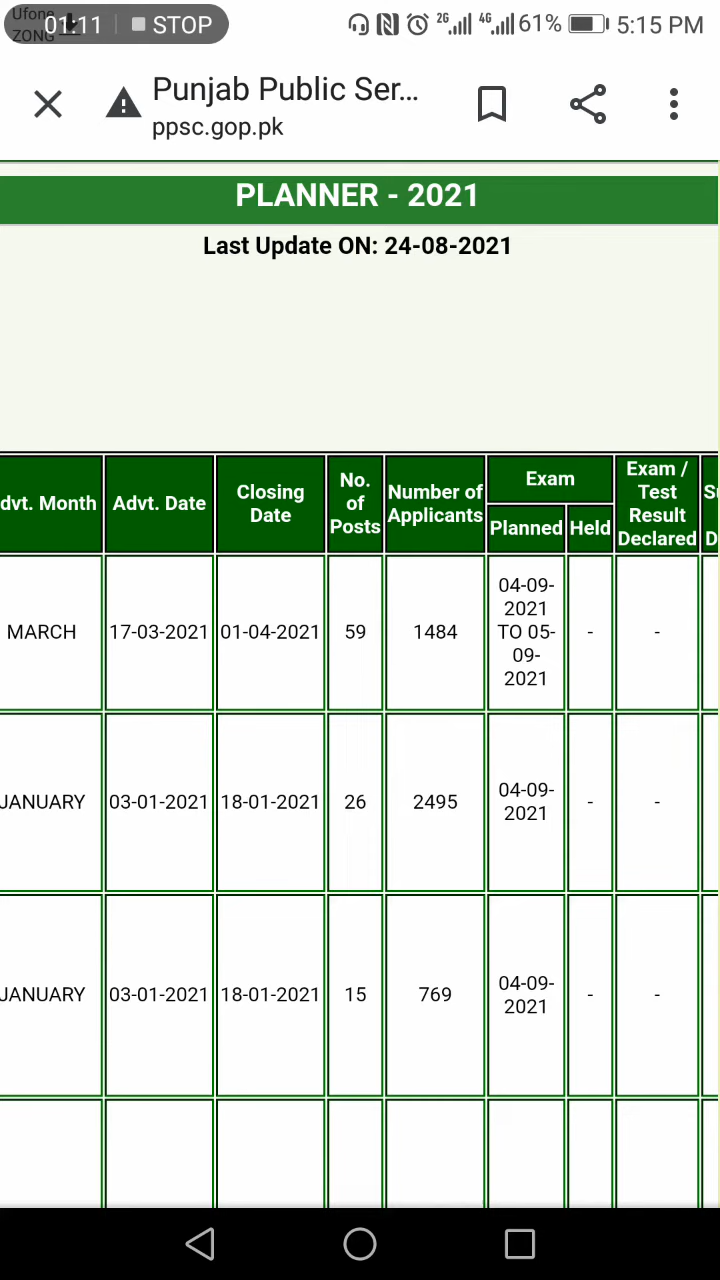 Ufone
ZONG
01:11 STOP 2G 4G 61% 5:15 PM
Punjab Public Ser...
ppsc.gop.pk
PLANNER - 2021
Last Update ON: 24-08-2021
dvt. Month
Advt. Date
Closing
Date
No.
of
Posts
Number of
Applicants
Exam
Planned
Held
Exam /
Test
Result
Declared
MARCH
17-03-2021
01-04-2021
59
1484
04-09-
2021
TO 05-
09-
2021
-
-
JANUARY
03-01-2021
18-01-2021
26
2495
04-09-
2021
-
-
JANUARY
03-01-2021
18-01-2021
15
769
04-09-
2021
-
-